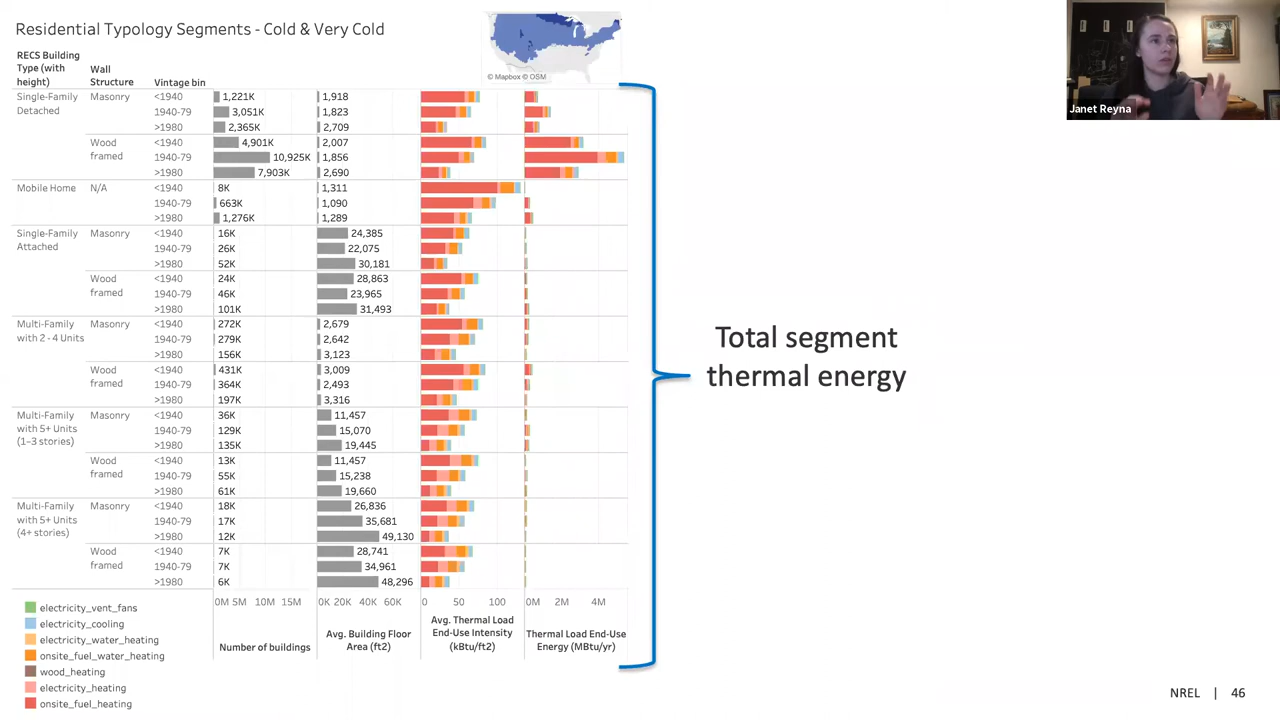 Residential Typology Segments - Cold & Very Cold
© Mapbox © OSM
Janet Reyna
RECS Building
Type (with
height)
Wall
Structure
Vintage bin
Single-Family Masonry <1940 1,221K 1,918
Detached 1940-79 3,051K 1,823
>1980 2,365K 2,709
Wood <1940 4,901K 2,007
framed 1940-79 10,925K 1,856
>1980 7,903K 2,690
Mobile Home N/A <1940 8K 1,311
1940-79 663K 1,090
>1980 1,276K 1,289
Single-Family Masonry <1940 16K 24,385
Attached 1940-79 26K 22,075
>1980 52K 30,181
Wood <1940 24K 28,863
framed 1940-79 46K 23,965
>1980 101K 31,493
Multi-Family Masonry <1940 272K 2,679
with 2 - 4 Units 1940-79 279K 2,642
>1980 156K 3,123
Wood <1940 431K 3,009
framed 1940-79 364K 2,493
>1980 197K 3,316
Multi-Family Masonry <1940 36K 11,457
with 5+ Units 1940-79 129K 15,070
(1-3 stories) >1980 135K 19,445
Wood <1940 13K 11,457
framed 1940-79 55K 15,238
>1980 61K 19,660
Multi-Family Masonry <1940 18K 26,836
with 5+ Units 1940-79 17K 35,681
(4+ stories) >1980 12K 49,130
Wood <1940 7K 28,741
framed 1940-79 7K 34,961
>1980 6K 48,296
0M 5M 10M 15M 0K 20K 40K 60K 0 50 100 0M 2M 4M
Number of buildings
Avg. Building Floor
Area (ft2)
Avg. Thermal Load
End-Use Intensity
(kBtu/ft2)
Thermal Load End-Use
Energy (MBtu/yr)
Total segment
thermal energy
electricity_vent_fans
electricity_cooling
electricity_water_heating
onsite_fuel_water_heating
wood_heating
electricity_heating
onsite_fuel_heating
NREL | 46